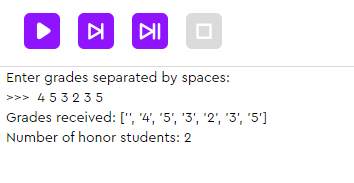 Enter grades separated by spaces:
>>>  4 5 3 2 3 5
Grades received: ['', '4', '5', '3', '2', '3', '5']
Number of honor students: 2